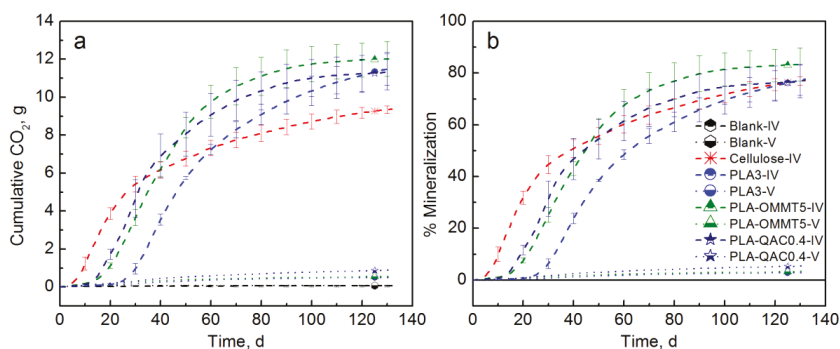 a
Cumulative CO₂, g
14
12
10
8
6
4
2
0
0 20 40 60 80 100 120 140
Time, d
b
% Mineralization
100
80
60
40
20
0
0 20 40 60 80 100 120 140
Time, d
Blank-IV
Blank-V
Cellulose-IV
PLA3-IV
PLA3-V
PLA-OMMT5-IV
PLA-OMMT5-V
PLA-QAC0.4-IV
PLA-QAC0.4-V